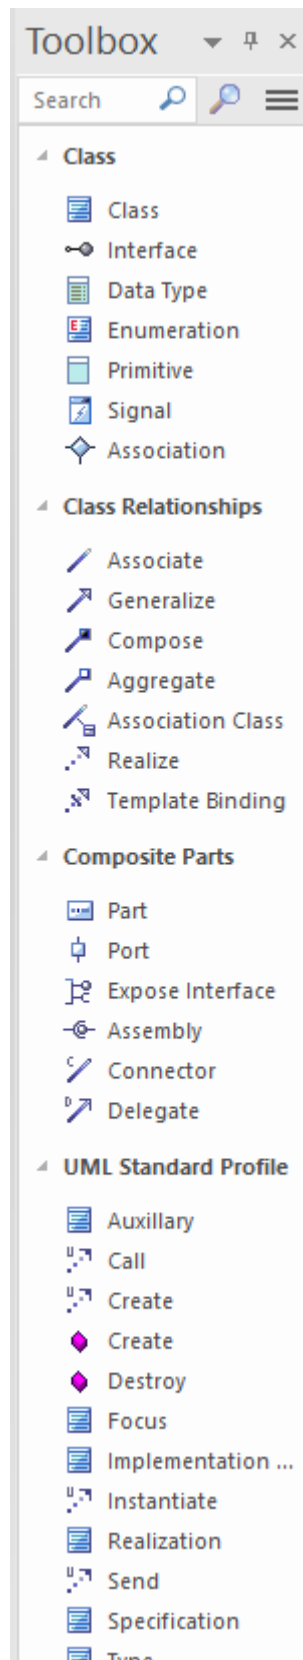 Toolbox
Search
Class
Class
Interface
Data Type
Enumeration
Primitive
Signal
Association
Class Relationships
Associate
Generalize
Compose
Aggregate
Association Class
Realize
Template Binding
Composite Parts
Part
Port
Expose Interface
Assembly
Connector
Delegate
UML Standard Profile
Auxillary
Call
Create
Create
Destroy
Focus
Implementation ...
Instantiate
Realization
Send
Specification
Type